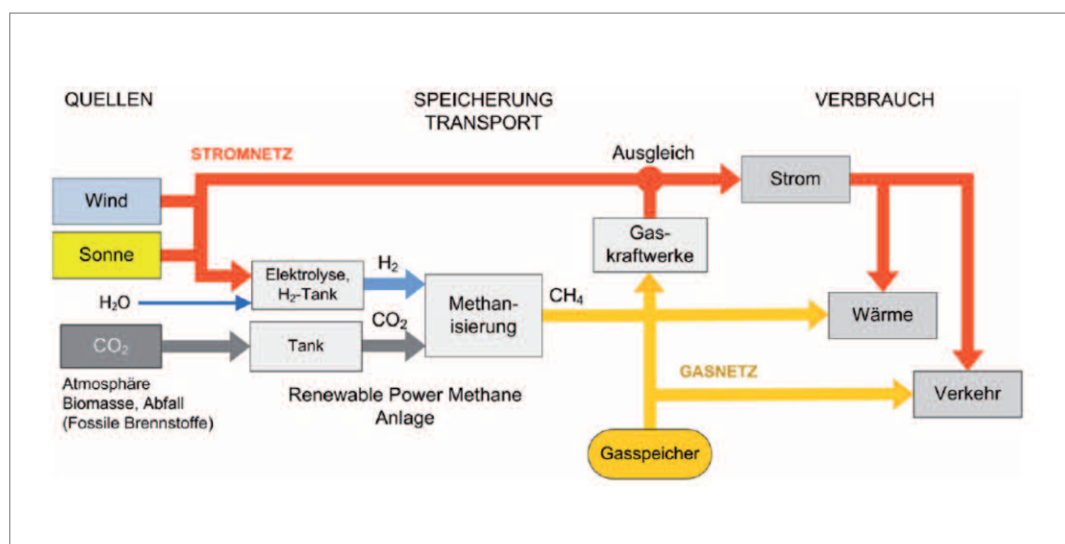 QUELLEN
SPEICHERUNG
TRANSPORT
VERBRAUCH
STROMNETZ
Ausgleich
Wind
Strom
Sonne
Gas-
kraftwerke
Elektrolyse,
H₂-Tank
H₂
H₂O
Methan-
isierung
CH₄
Wärme
CO₂
Tank
CO₂
Atmosphäre
Biomasse, Abfall
(Fossile Brennstoffe)
Renewable Power Methane
Anlage
GASNETZ
Verkehr
Gasspeicher